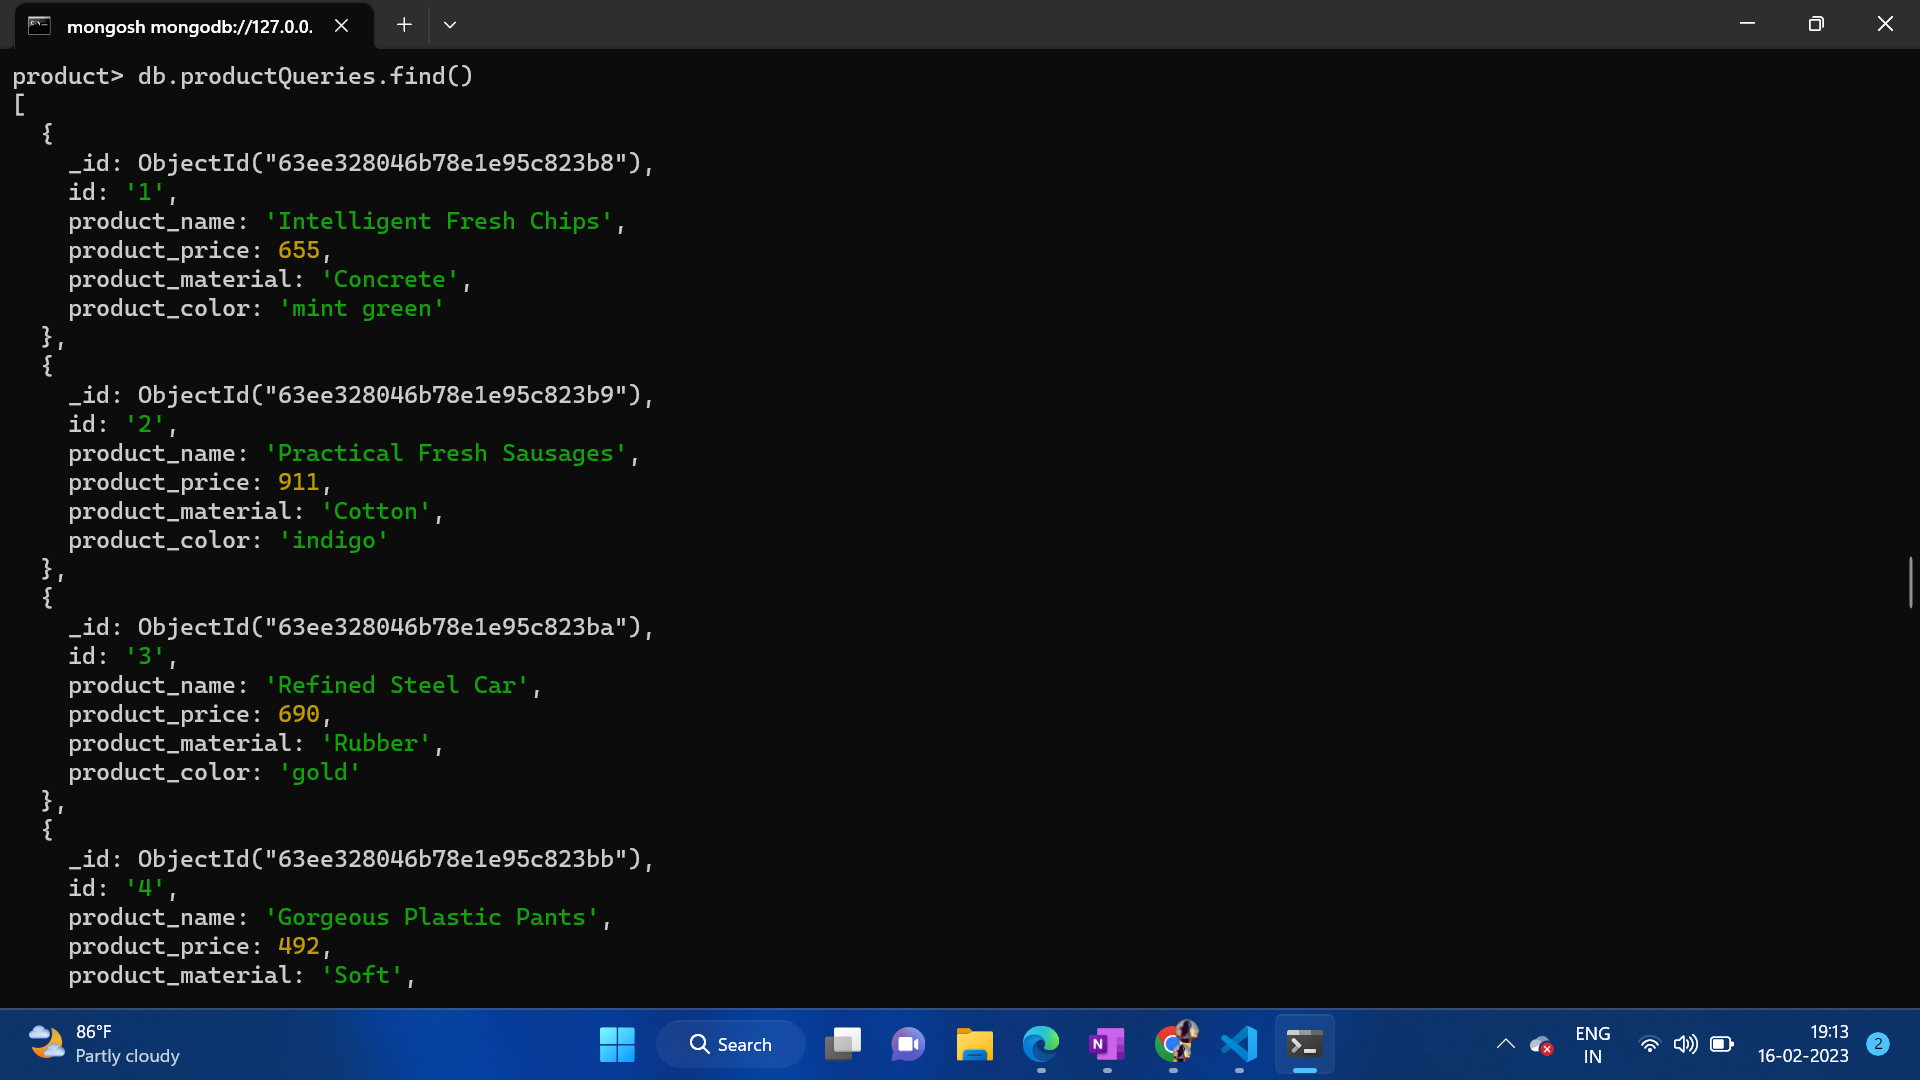 mongosh mongodb://127.0.0.
product> db.productQueries.find()
[
  {
    _id: ObjectId("63ee328046b78e1e95c823b8"),
    id: '1',
    product_name: 'Intelligent Fresh Chips',
    product_price: 655,
    product_material: 'Concrete',
    product_color: 'mint green'
  },
  {
    _id: ObjectId("63ee328046b78e1e95c823b9"),
    id: '2',
    product_name: 'Practical Fresh Sausages',
    product_price: 911,
    product_material: 'Cotton',
    product_color: 'indigo'
  },
  {
    _id: ObjectId("63ee328046b78e1e95c823ba"),
    id: '3',
    product_name: 'Refined Steel Car',
    product_price: 690,
    product_material: 'Rubber',
    product_color: 'gold'
  },
  {
    _id: ObjectId("63ee328046b78e1e95c823bb"),
    id: '4',
    product_name: 'Gorgeous Plastic Pants',
    product_price: 492,
    product_material: 'Soft',
86°F
Partly cloudy
Search
N
ENG
IN
19:13
16-02-2023
2